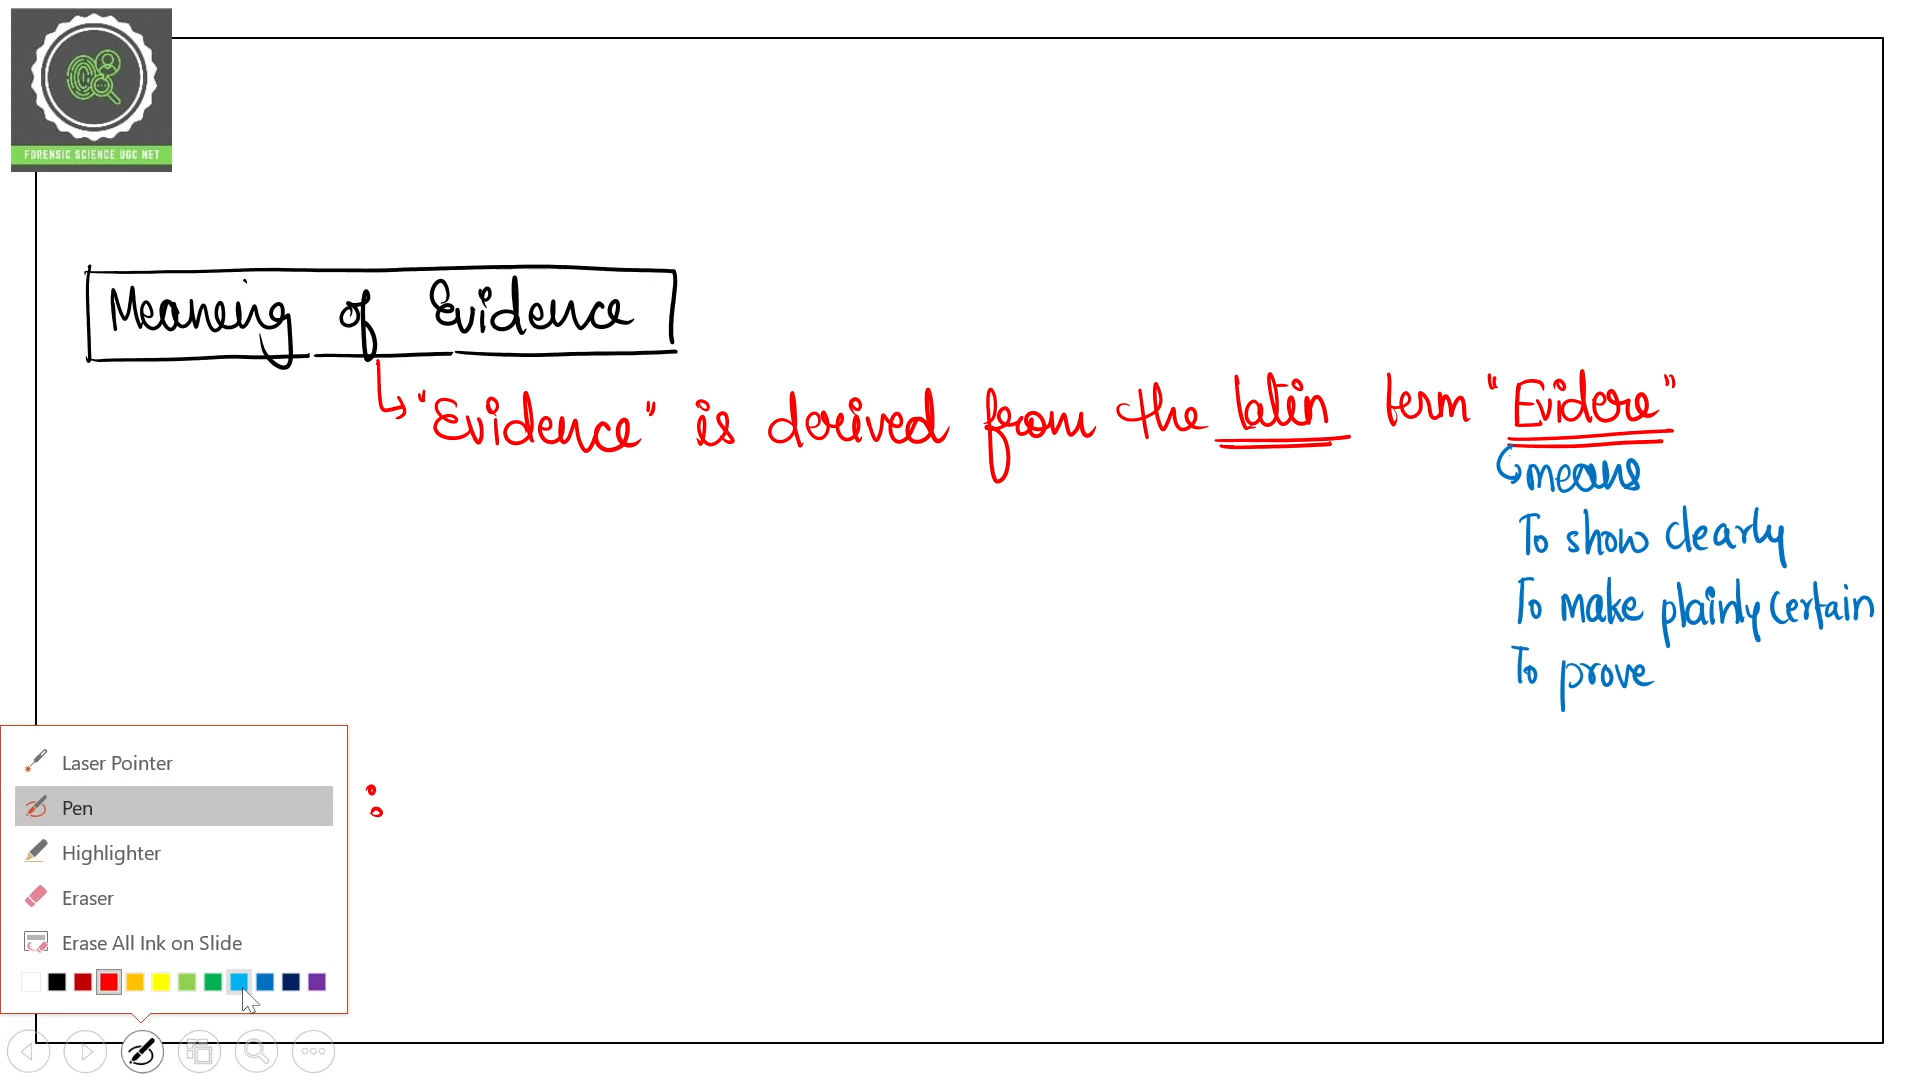 FORENSIC SCIENCE UGC NET
Meaning of Evidence
"Evidence" is derived from the latin term "Evidere"
means
To show clearly
To make plainly certain
To prove
:
Laser Pointer
Pen
Highlighter
Eraser
Erase All Ink on Slide